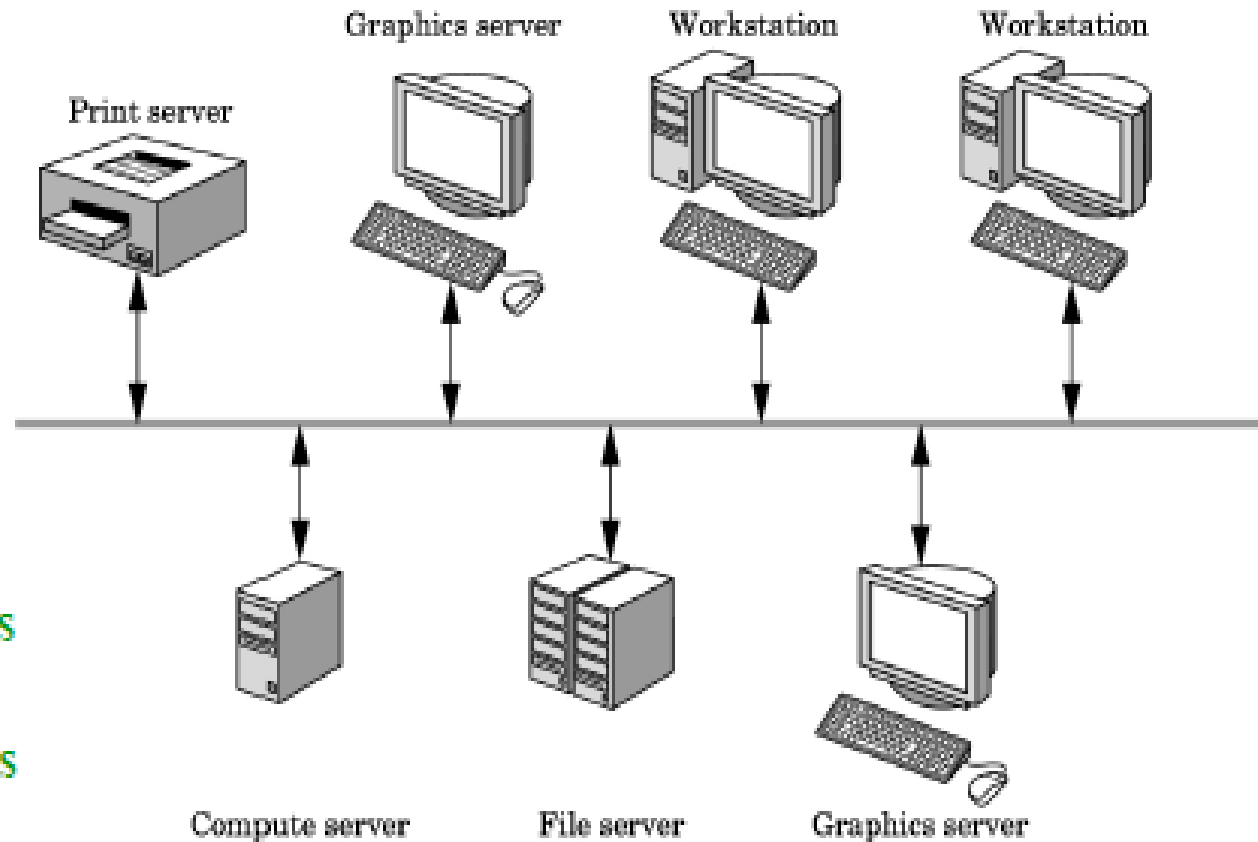 Graphics server
Workstation
Workstation
Print server
s
s
Compute server
File server
Graphics server